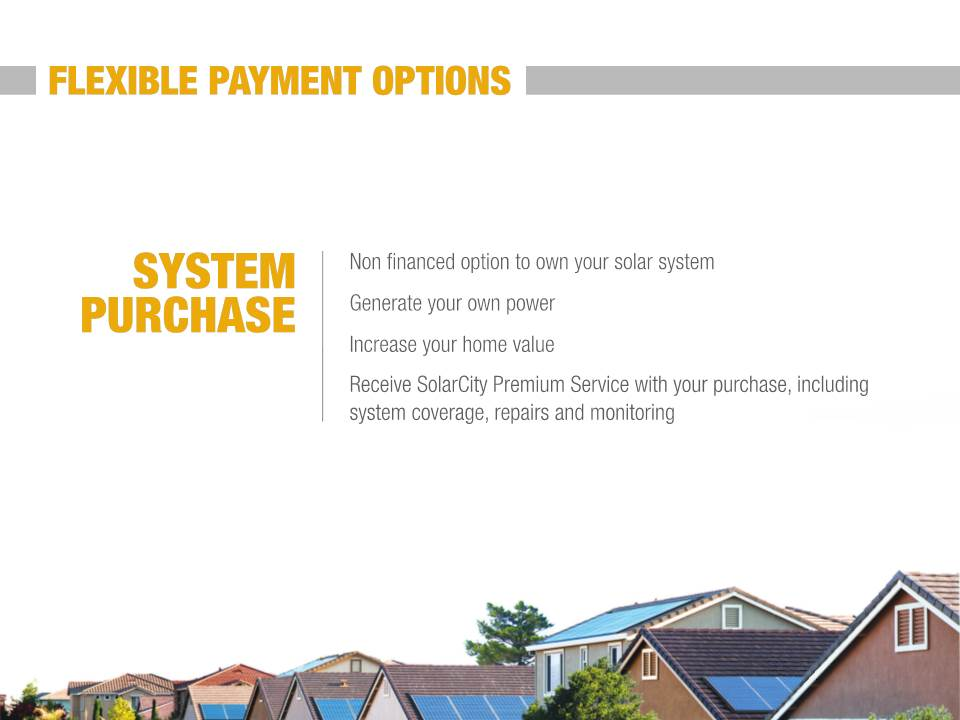 FLEXIBLE PAYMENT OPTIONS
SYSTEM
PURCHASE
Non financed option to own your solar system
Generate your own power
Increase your home value
Receive SolarCity Premium Service with your purchase, including
system coverage, repairs and monitoring